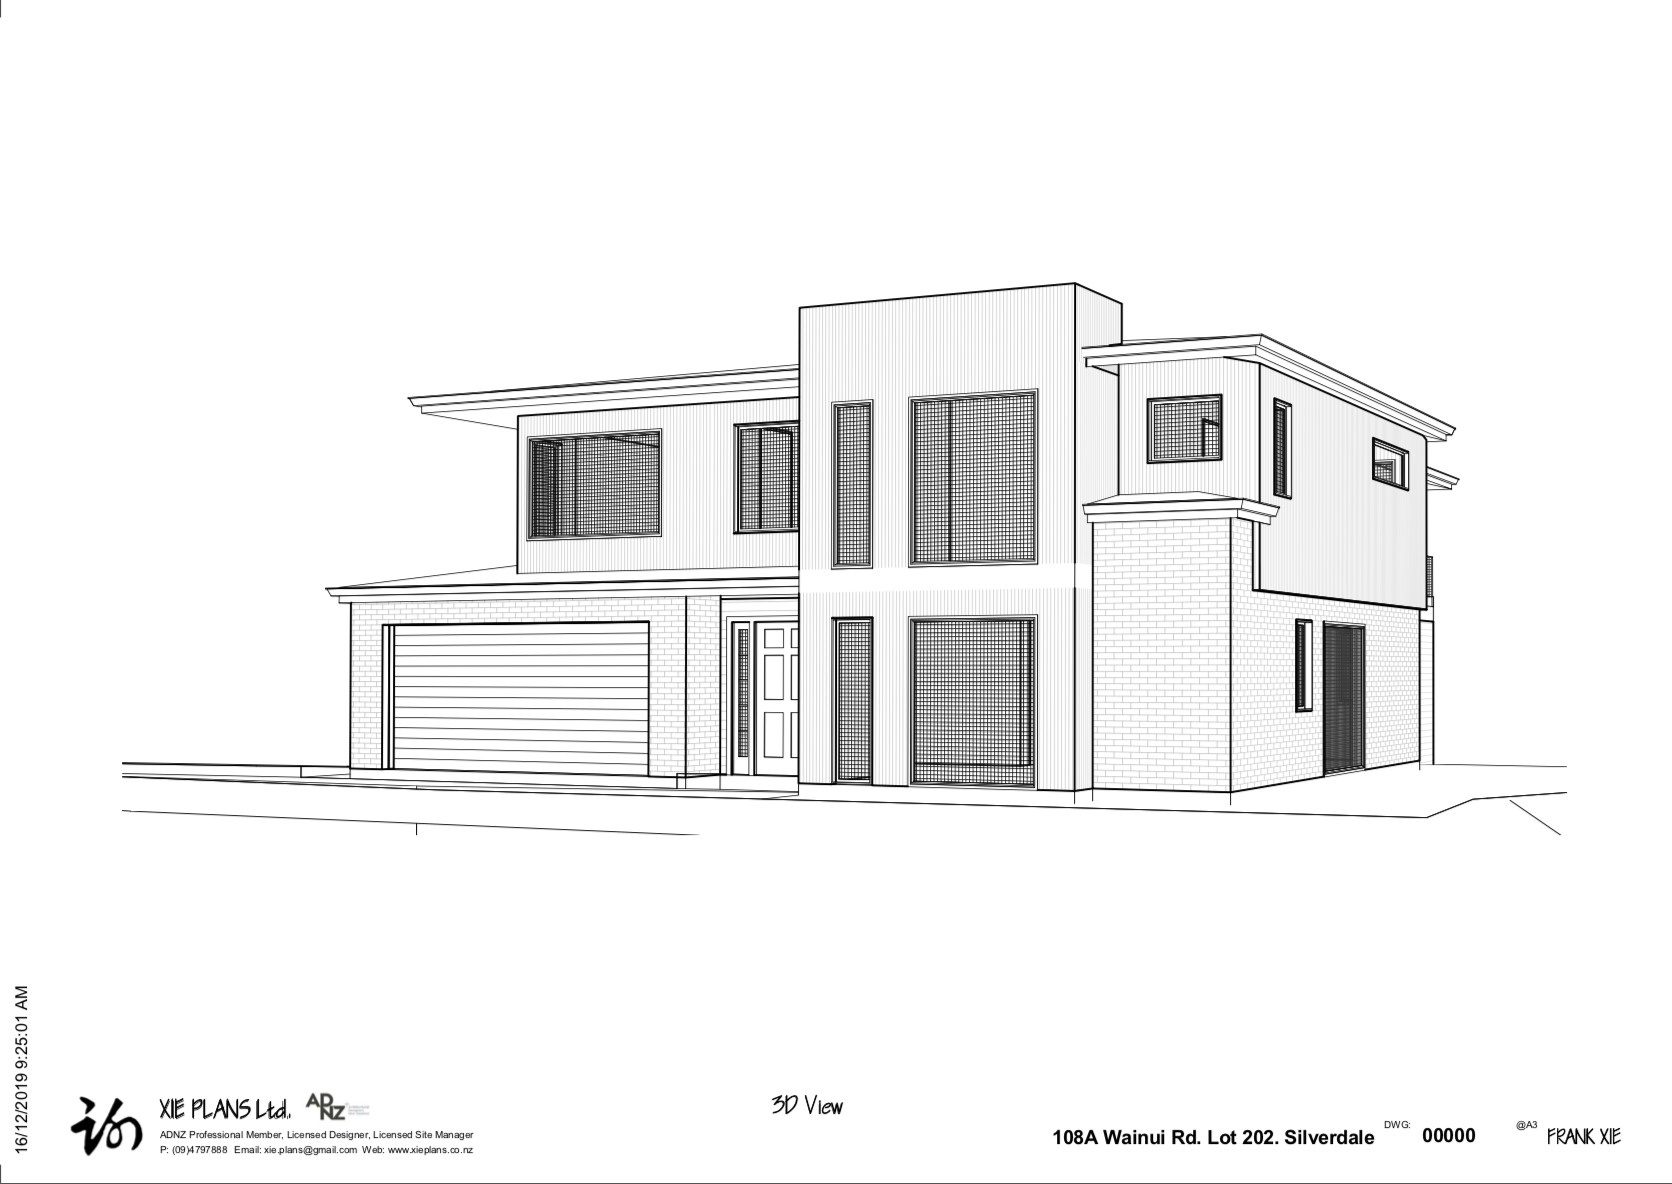 16/12/2019 9:25:01 AM
XIE PLANS Ltd.
ADNZ
ADNZ Professional Member, Licensed Designer, Licensed Site Manager
P: (09)4797888 Email: xie.plans@gmail.com Web: www.xieplans.co.nz
3D View
108A Wainui Rd. Lot 202. Silverdale
DWG:
00000
@A3
FRANK XIE